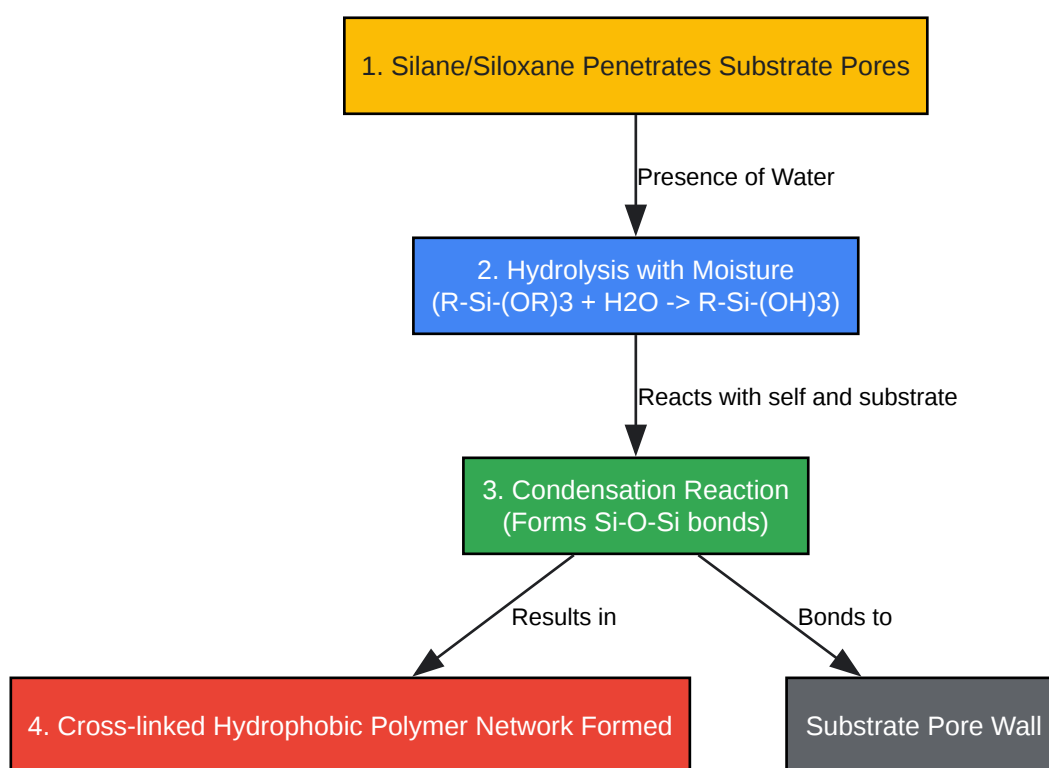 1. Silane/Siloxane Penetrates Substrate Pores
Presence of Water
2. Hydrolysis with Moisture
(R-Si-(OR)3 + H2O -> R-Si-(OH)3)
Reacts with self and substrate
3. Condensation Reaction
(Forms Si-O-Si bonds)
Results in
Bonds to
4. Cross-linked Hydrophobic Polymer Network Formed
Substrate Pore Wall